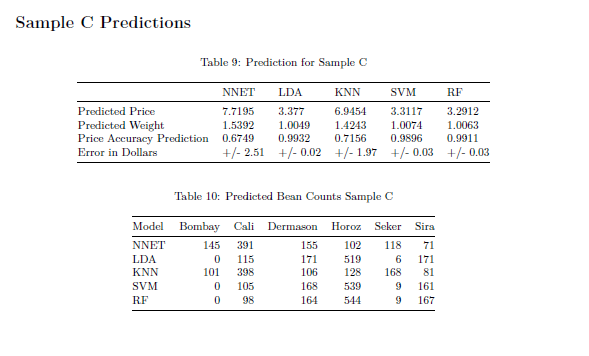 Sample C Predictions
Table 9: Prediction for Sample C
NNET LDA KNN SVM RF
Predicted Price 7.7195 3.377 6.9454 3.3117 3.2912
Predicted Weight 1.5392 1.0049 1.4243 1.0074 1.0063
Price Accuracy Prediction 0.6749 0.9932 0.7156 0.9896 0.9911
Error in Dollars +/- 2.51 +/- 0.02 +/- 1.97 +/- 0.03 +/- 0.03
Table 10: Predicted Bean Counts Sample C
Model Bombay Cali Dermason Horoz Seker Sira
NNET 145 391 155 102 118 71
LDA 0 115 171 519 6 171
KNN 101 398 106 128 168 81
SVM 0 105 168 539 9 161
RF 0 98 164 544 9 167